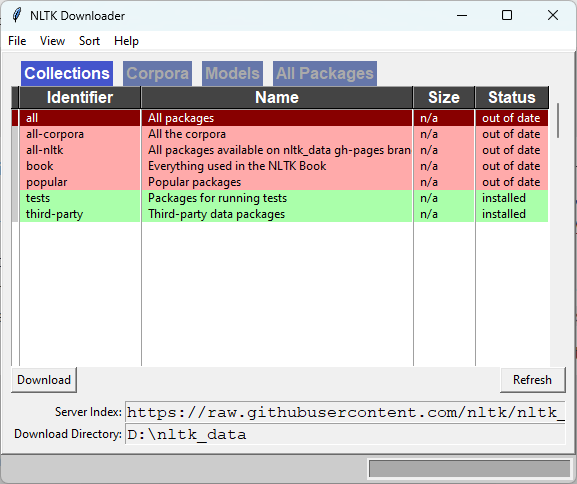 NLTK Downloader
File View Sort Help
Collections Corpora Models All Packages
Identifier Name Size Status
all All packages n/a out of date
all-corpora All the corpora n/a out of date
all-nltk All packages available on nltk_data gh-pages bran n/a out of date
book Everything used in the NLTK Book n/a out of date
popular Popular packages n/a out of date
tests Packages for running tests n/a installed
third-party Third-party data packages n/a installed
Download Refresh
Server Index: https://raw.githubusercontent.com/nltk/nltk_
Download Directory: D:\nltk_data